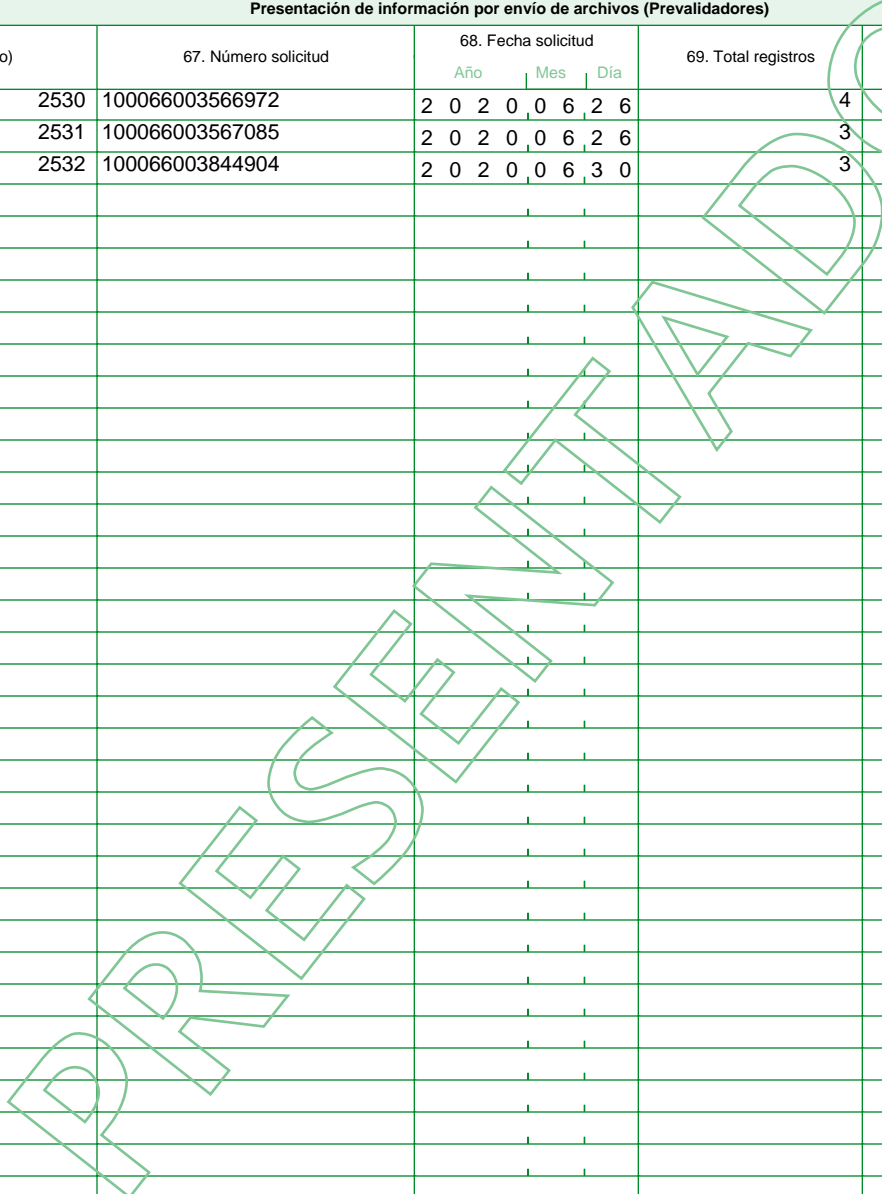 Presentación de información por envío de archivos (Prevalidadores)
o) 67. Número solicitud 68. Fecha solicitud 69. Total registros
Año Mes Día
2530 100066003566972 2 0 2 0 0 6 2 6 4
2531 100066003567085 2 0 2 0 0 6 2 6 3
2532 100066003844904 2 0 2 0 0 6 3 0 3
PRESENTADO